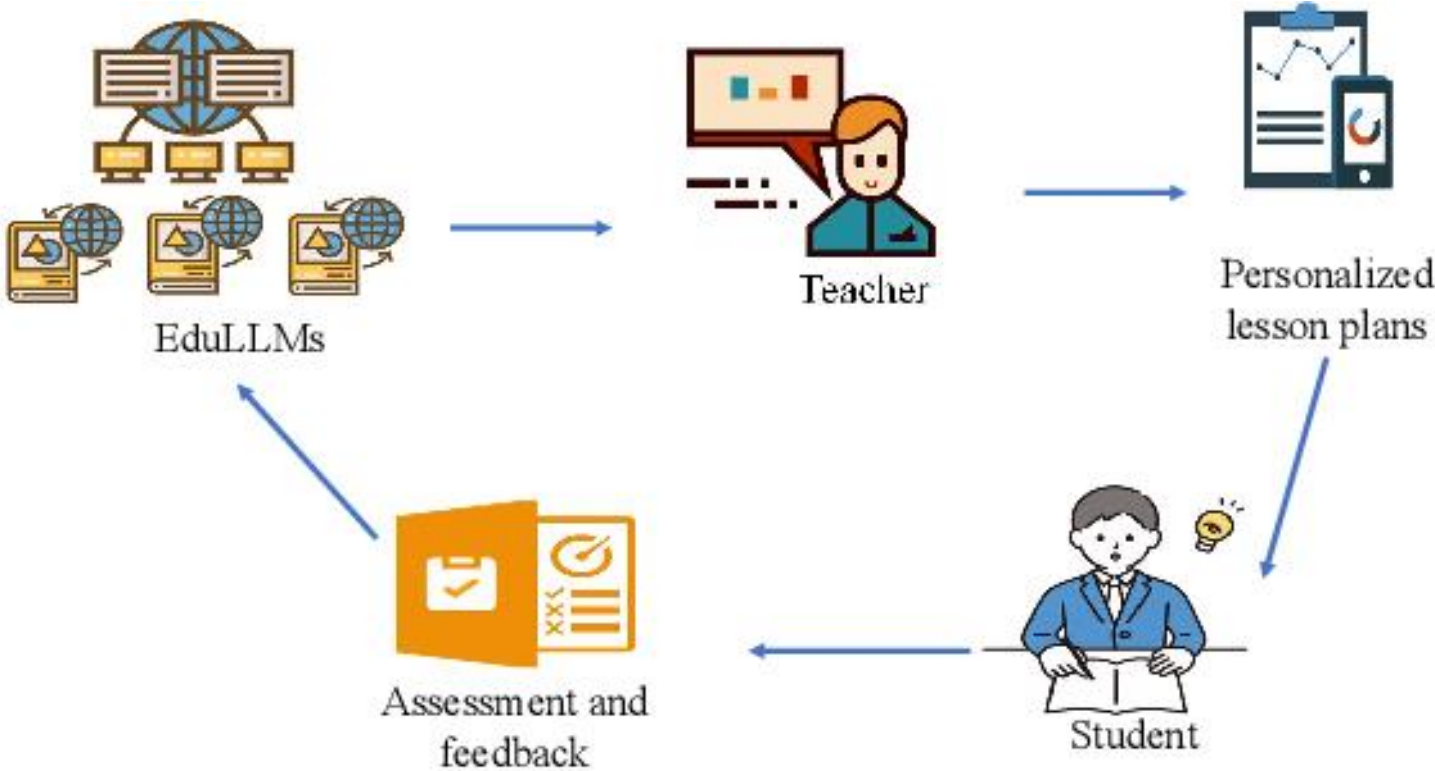 EduLLMs
Teacher
Personalized
lesson plans
Assessment and
feedback
Student